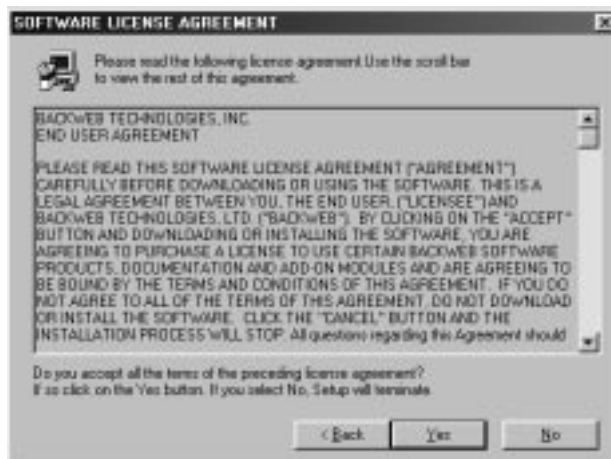 SOFTWARE LICENSE AGREEMENT
Please read the following license agreement.Use the scroll bar
to view the rest of this agreement.
BACKWEB TECHNOLOGIES, INC.
END USER AGREEMENT
PLEASE READ THIS SOFTWARE LICENSE AGREEMENT ("AGREEMENT")
CAREFULLY BEFORE DOWNLOADING OR USING THE SOFTWARE. THIS IS A
LEGAL AGREEMENT BETWEEN YOU, THE END USER, ("LICENSEE") AND
BACKWEB TECHNOLOGIES, LTD. ("BACKWEB"). BY CLICKING ON THE "ACCEPT"
BUTTON AND DOWNLOADING OR INSTALLING THE SOFTWARE, YOU ARE
AGREEING TO PURCHASE A LICENSE TO USE CERTAIN BACKWEB SOFTWARE
PRODUCTS, DOCUMENTATION AND ADD-ON MODULES AND ARE AGREEING TO
BE BOUND BY THE TERMS AND CONDITIONS OF THIS AGREEMENT. IF YOU DO
NOT AGREE TO ALL OF THE TERMS OF THIS AGREEMENT, DO NOT DOWNLOAD
OR INSTALL THE SOFTWARE. CLICK THE "CANCEL" BUTTON AND THE
INSTALLATION PROCESS WILL STOP. All questions regarding this Agreement should
Do you accept all the terms of the preceding license agreement?
If so click on the Yes button. If you select No, Setup will terminate.
< Back Yes No